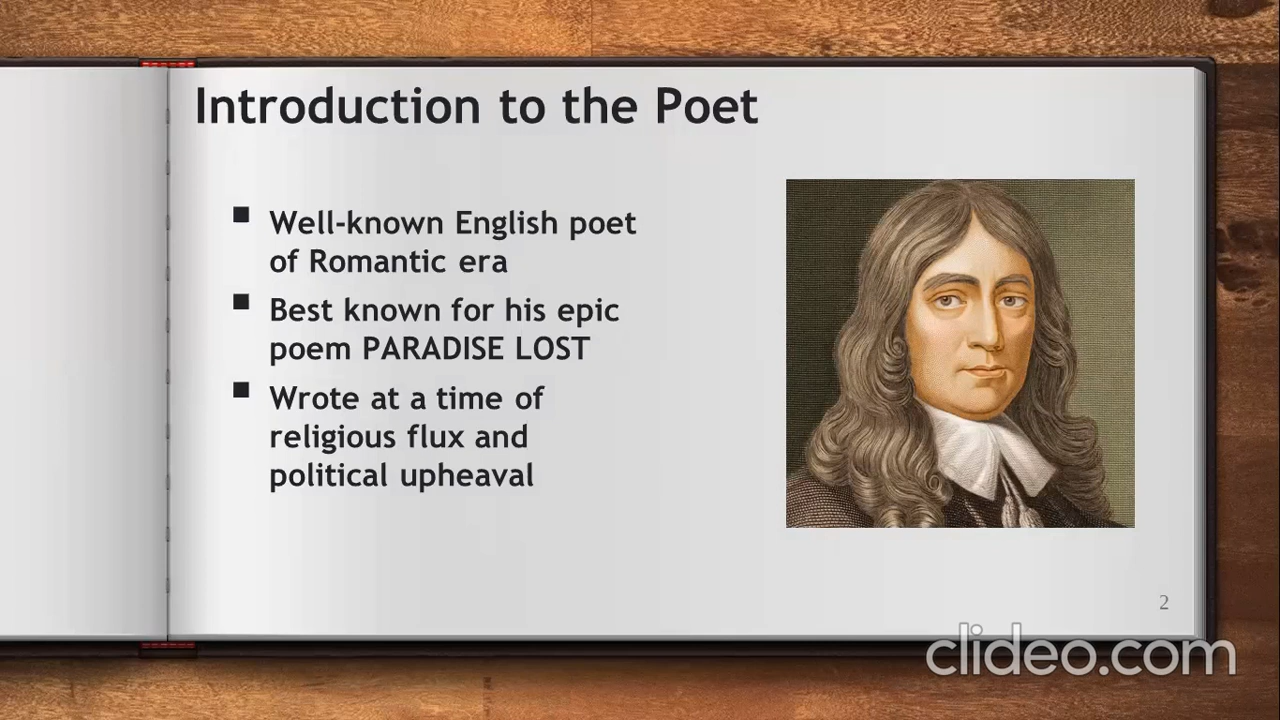 Introduction to the Poet
Well-known English poet
of Romantic era
Best known for his epic
poem PARADISE LOST
Wrote at a time of
religious flux and
political upheaval
2
clideo.com